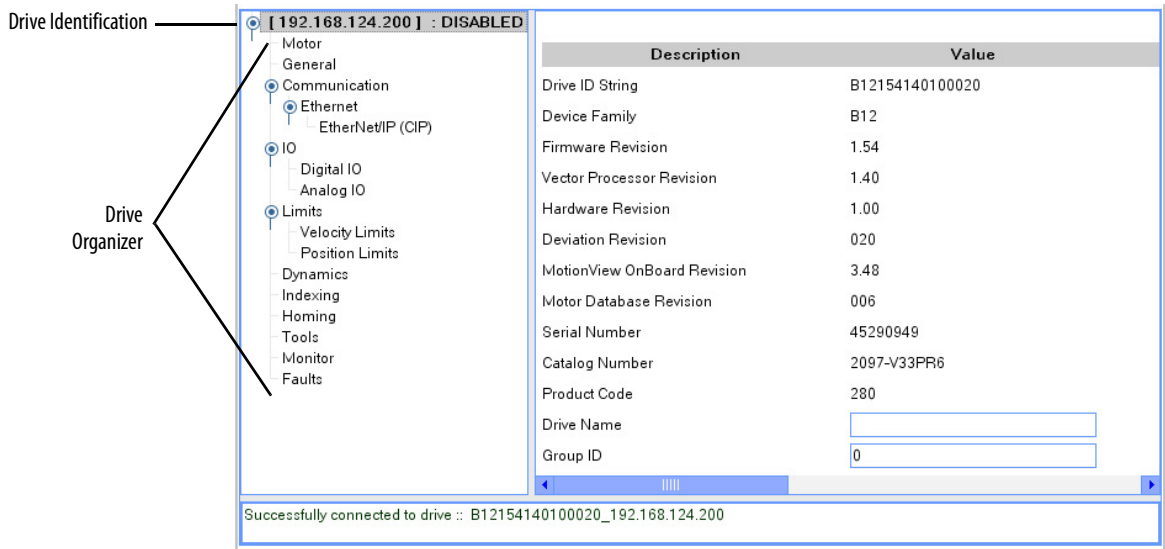 Drive Identification
[ 192.168.124.200 ] : DISABLED
Motor
General
Communication
Ethernet
EtherNet/IP (CIP)
IO
Digital IO
Analog IO
Limits
Velocity Limits
Position Limits
Dynamics
Indexing
Homing
Tools
Monitor
Faults
Drive
Organizer
Description Value
Drive ID String B12154140100020
Device Family B12
Firmware Revision 1.54
Vector Processor Revision 1.40
Hardware Revision 1.00
Deviation Revision 020
MotionView OnBoard Revision 3.48
Motor Database Revision 006
Serial Number 45290949
Catalog Number 2097-V33PR6
Product Code 280
Drive Name
Group ID 0
Successfully connected to drive :: B12154140100020_192.168.124.200